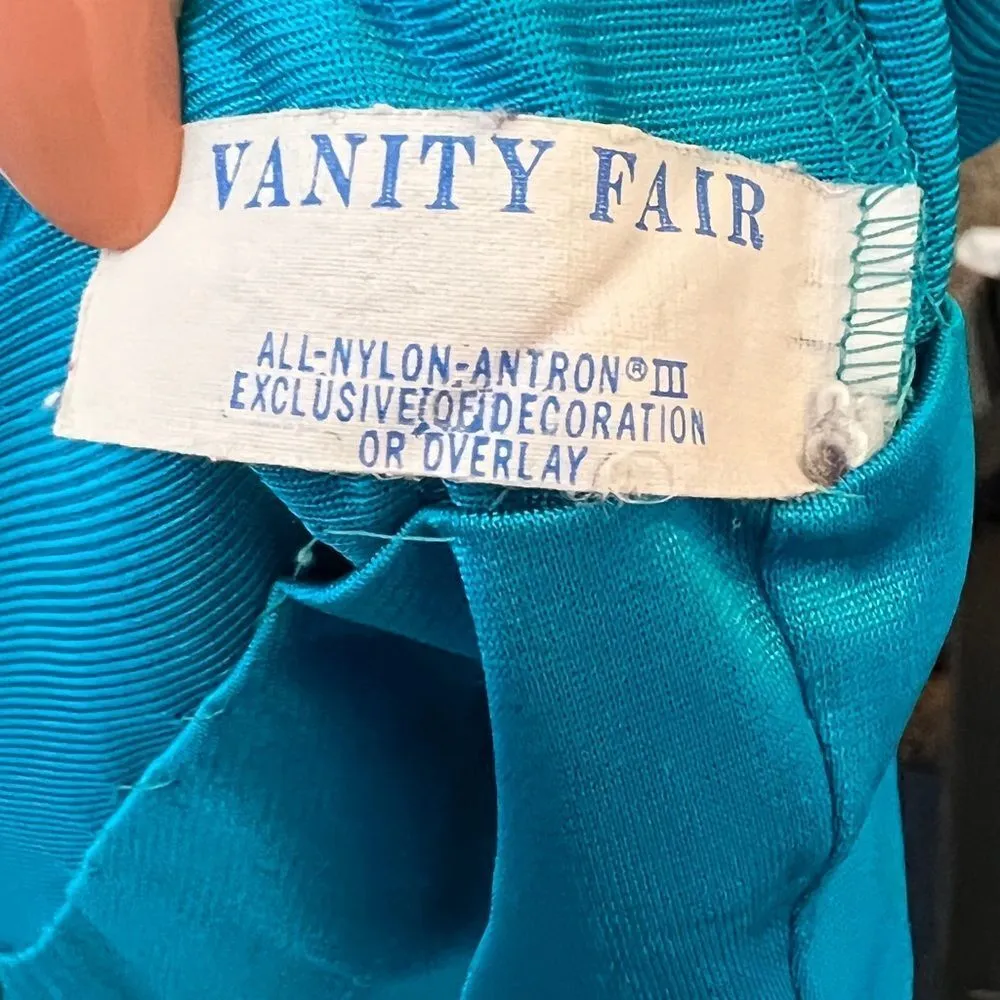 VANITY FAIR
ALL-NYLON-ANTRON® III
EXCLUSIVE OF DECORATION
OR OVERLAY